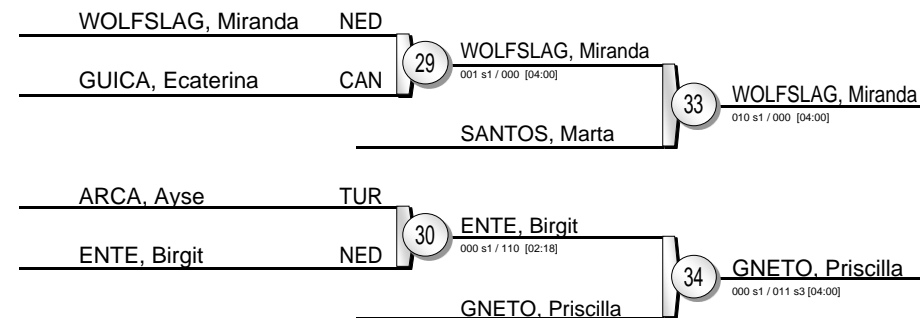 WOLFSLAG, Miranda NED
GUICA, Ecaterina CAN
29
WOLFSLAG, Miranda
001 s1 / 000 [04:00]
SANTOS, Marta
33
WOLFSLAG, Miranda
010 s1 / 000 [04:00]
ARCA, Ayse TUR
ENTE, Birgit NED
30
ENTE, Birgit
000 s1 / 110 [02:18]
GNETO, Priscilla
34
GNETO, Priscilla
000 s1 / 011 s3 [04:00]